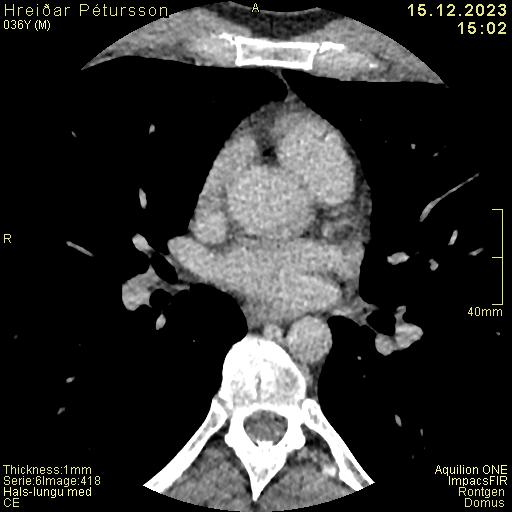 Hreiðar Pétursson
036Y (M)
A
15.12.2023
15:02
R
40mm
Thickness:1mm
Serie:6Image:418
Hals-lungu med
CE
Aquilion ONE
ImpacsFIR
Rontgen
Domus